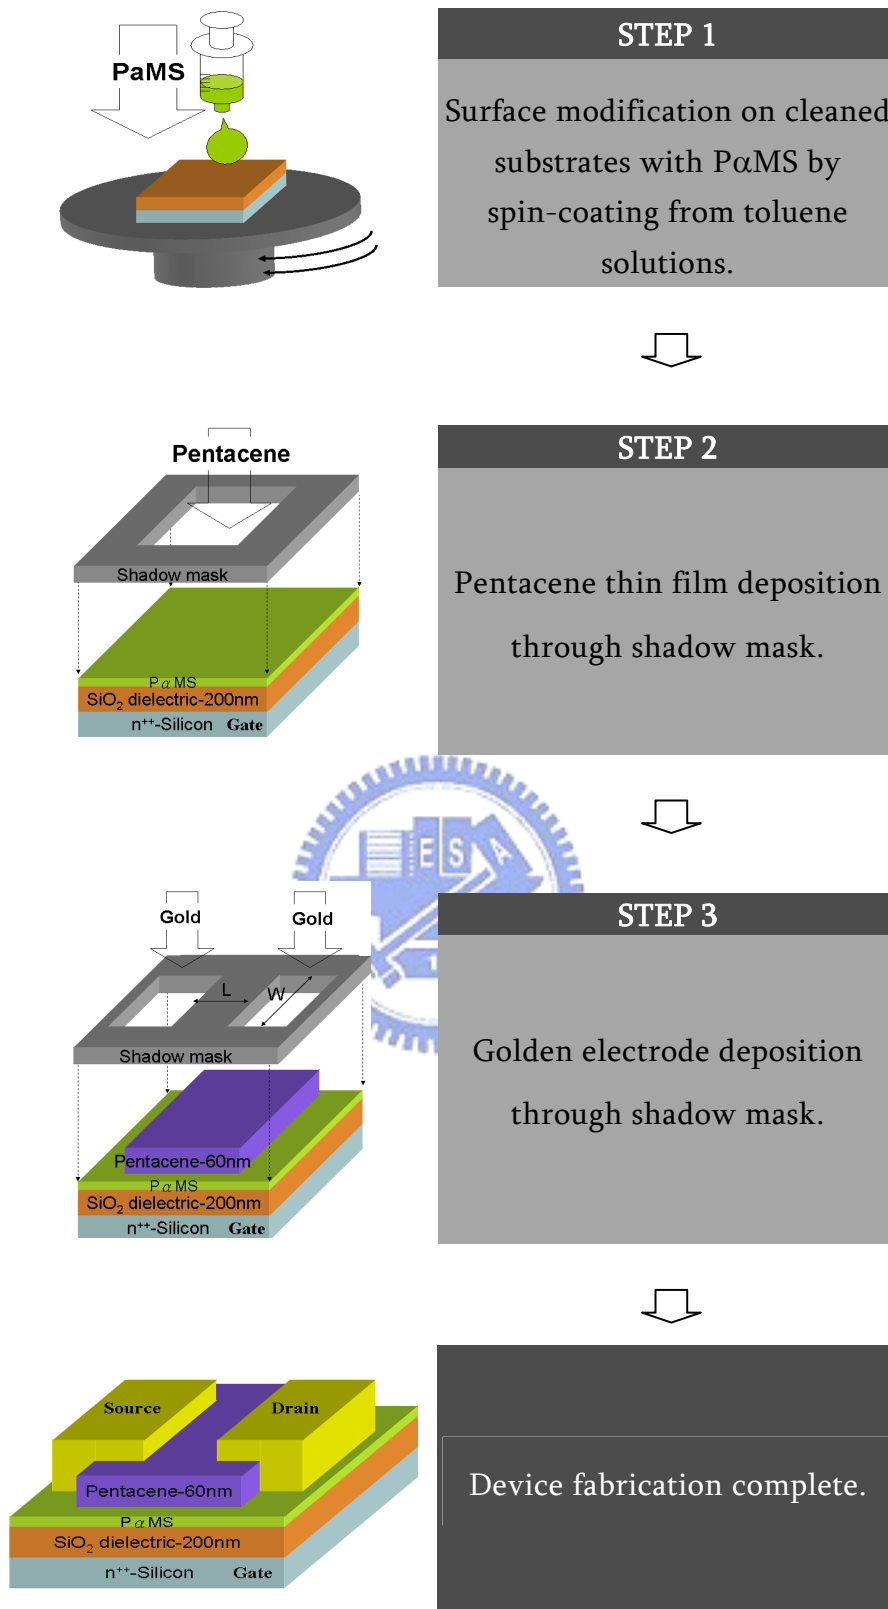 PaMS
STEP 1
Surface modification on cleaned
substrates with PαMS by
spin-coating from toluene
solutions.
Pentacene
Shadow mask
PαMS
SiO₂ dielectric-200nm
n⁺⁺-Silicon Gate
STEP 2
Pentacene thin film deposition
through shadow mask.
ESA
Gold Gold
L W
Shadow mask
Pentacene-60nm
PαMS
SiO₂ dielectric-200nm
n⁺⁺-Silicon Gate
STEP 3
Golden electrode deposition
through shadow mask.
Source Drain
Pentacene-60nm
PαMS
SiO₂ dielectric-200nm
n⁺⁺-Silicon Gate
Device fabrication complete.